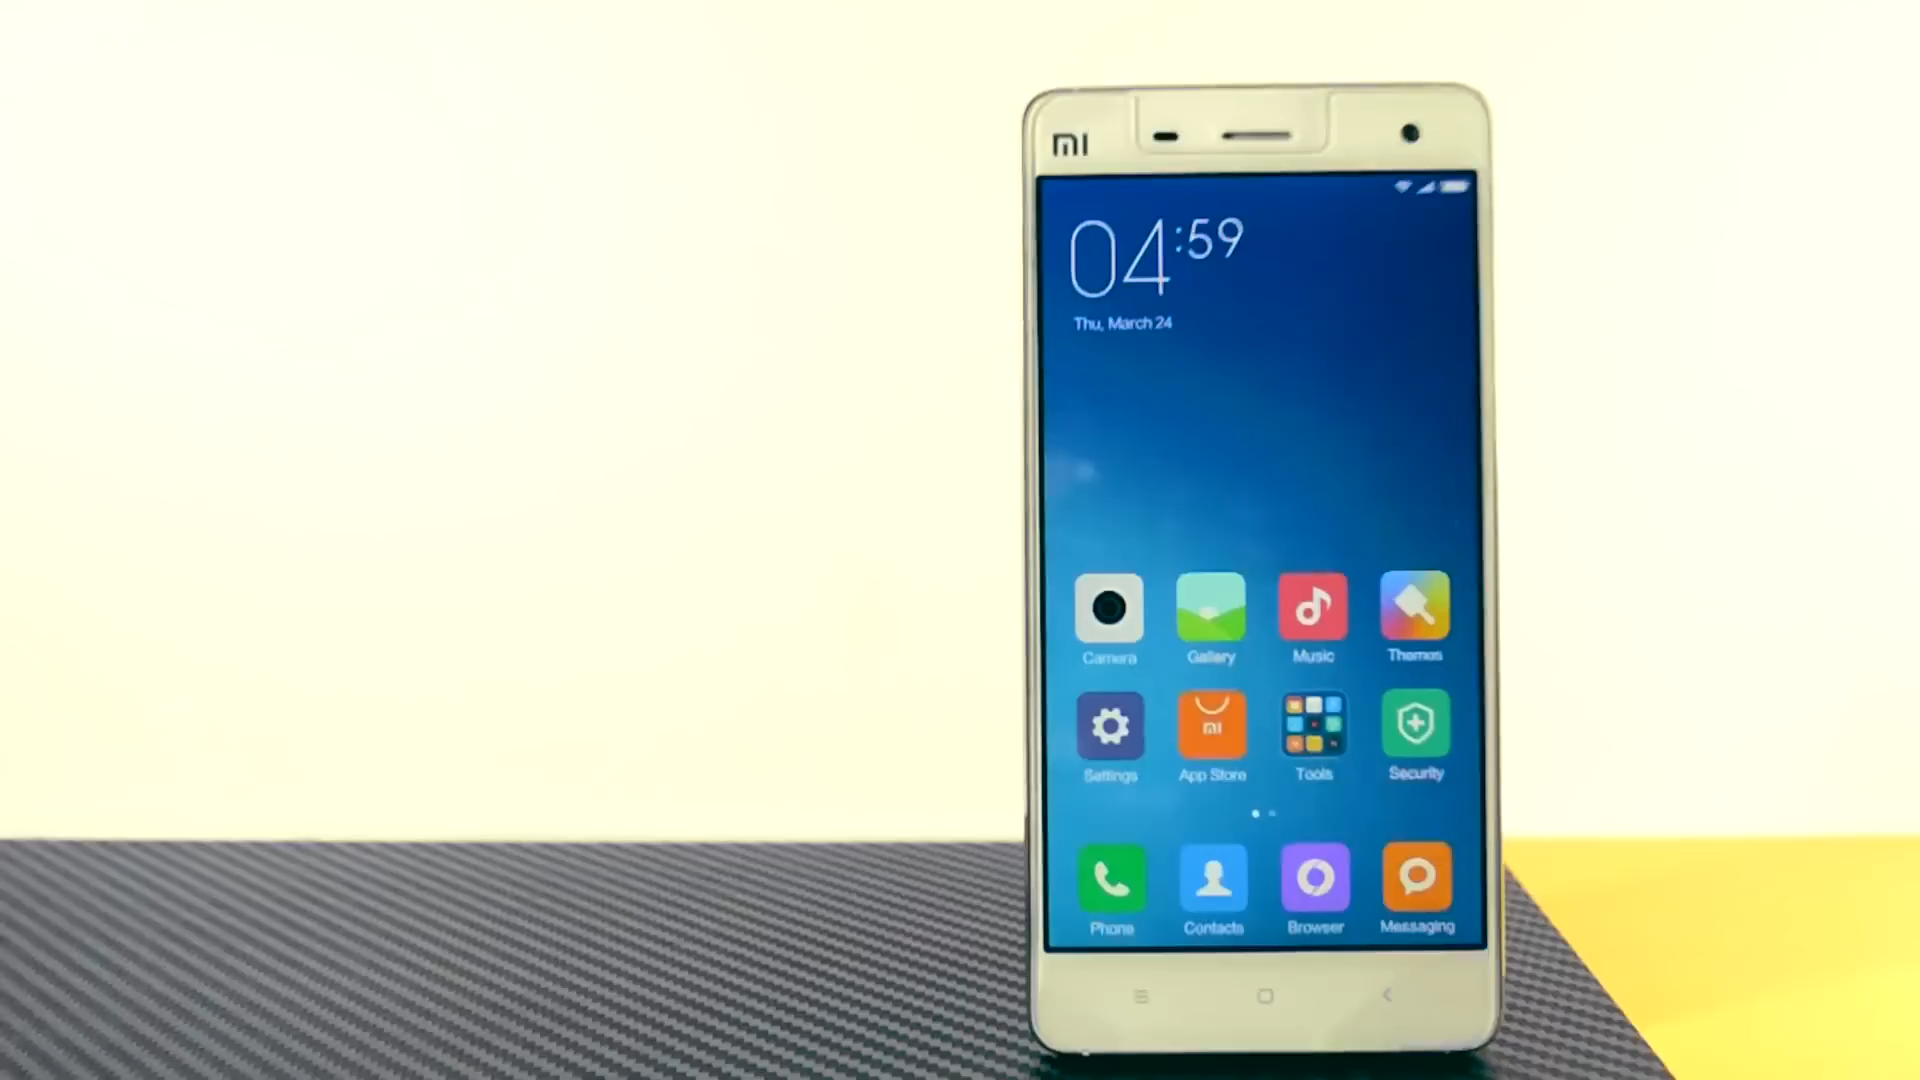 mi
04:59
Thu, March 24
Camera Gallery Music Themes
mi
Settings App Store Tools Security
Phone Contacts Browser Messaging